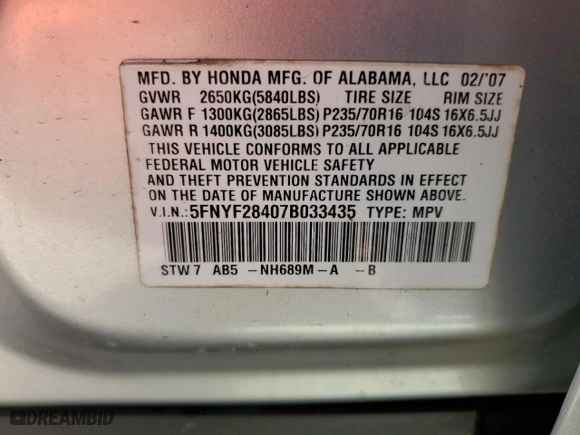 MFD. BY HONDA MFG. OF ALABAMA, LLC 02/'07
GVWR 2650KG(5840LBS) TIRE SIZE RIM SIZE
GAWR F 1300KG(2865LBS) P235/70R16 104S 16X6.5JJ
GAWR R 1400KG(3085LBS) P235/70R16 104S 16X6.5JJ
THIS VEHICLE CONFORMS TO ALL APPLICABLE
FEDERAL MOTOR VEHICLE SAFETY
AND THEFT PREVENTION STANDARDS IN EFFECT
ON THE DATE OF MANUFACTURE SHOWN ABOVE.
V.I.N.: 5FNYF28407B033435 TYPE: MPV
STW 7 AB5 -NH689M-A -B
DREAMBID